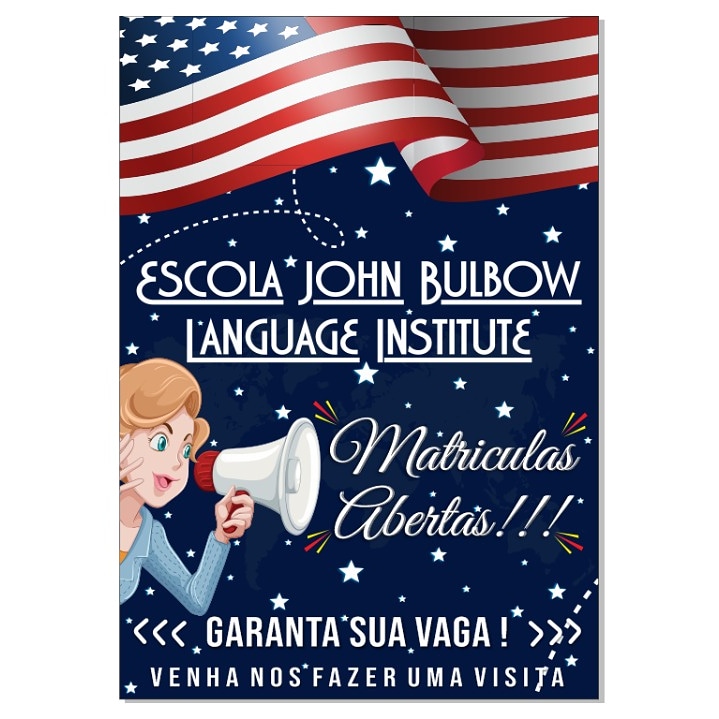 Escola John Bulbow
Language Institute
Matriculas
Abertas!!!
<<< GARANTA SUA VAGA ! >>>
VENHA NOS FAZER UMA VISITA